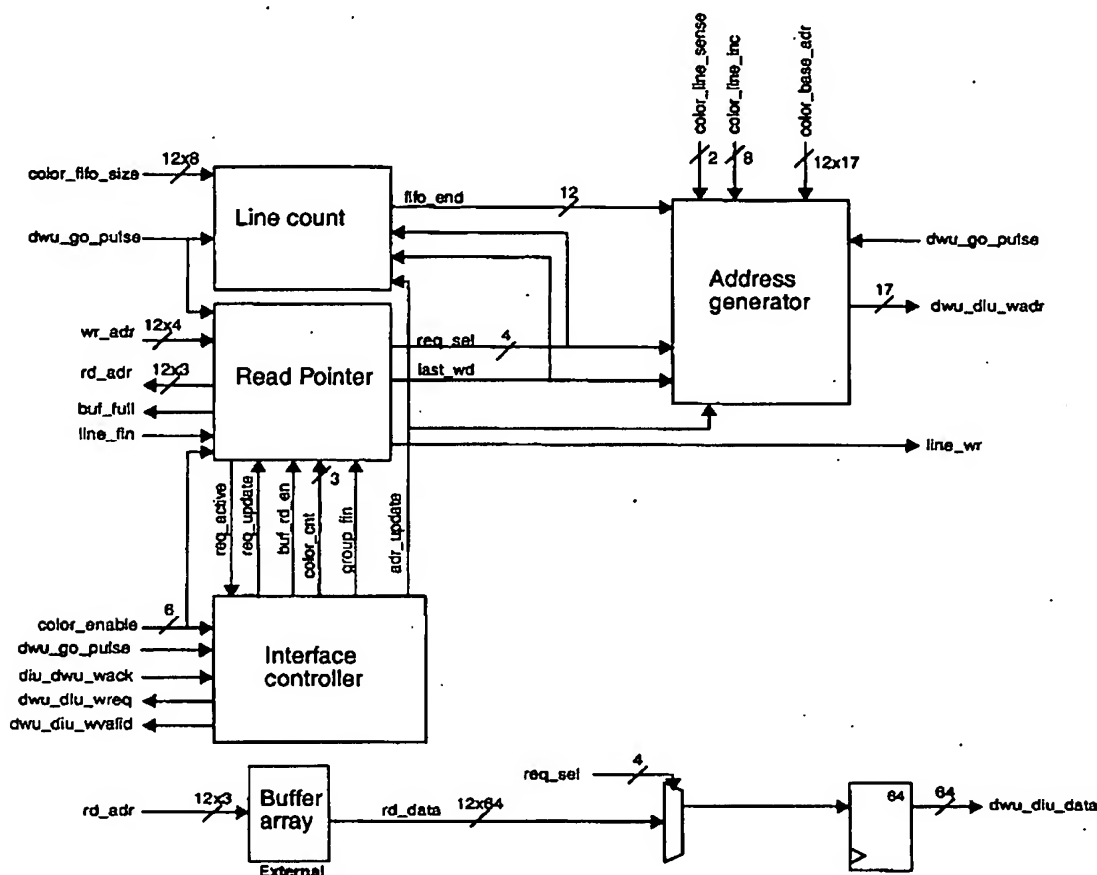 color_line_sense
color_line_inc
color_base_adr
2
8
12x17
color_fifo_size
12x8
Line count
fifo_end
12
dwu_go_pulse
Address
generator
dwu_go_pulse
17
dwu_diu_wadr
wr_adr
12x4
rd_adr
12x3
buf_full
line_fin
Read Pointer
req_sel
4
last_wd
line_wr
req_active
req_update
buf_rd_en
color_cnt
3
group_fin
adr_update
color_enable
6
dwu_go_pulse
diu_dwu_wack
dwu_diu_wreq
dwu_diu_wvalid
Interface
controller
req_sel
4
rd_adr
12x3
Buffer
array
External
rd_data
12x64
64
64
dwu_diu_data